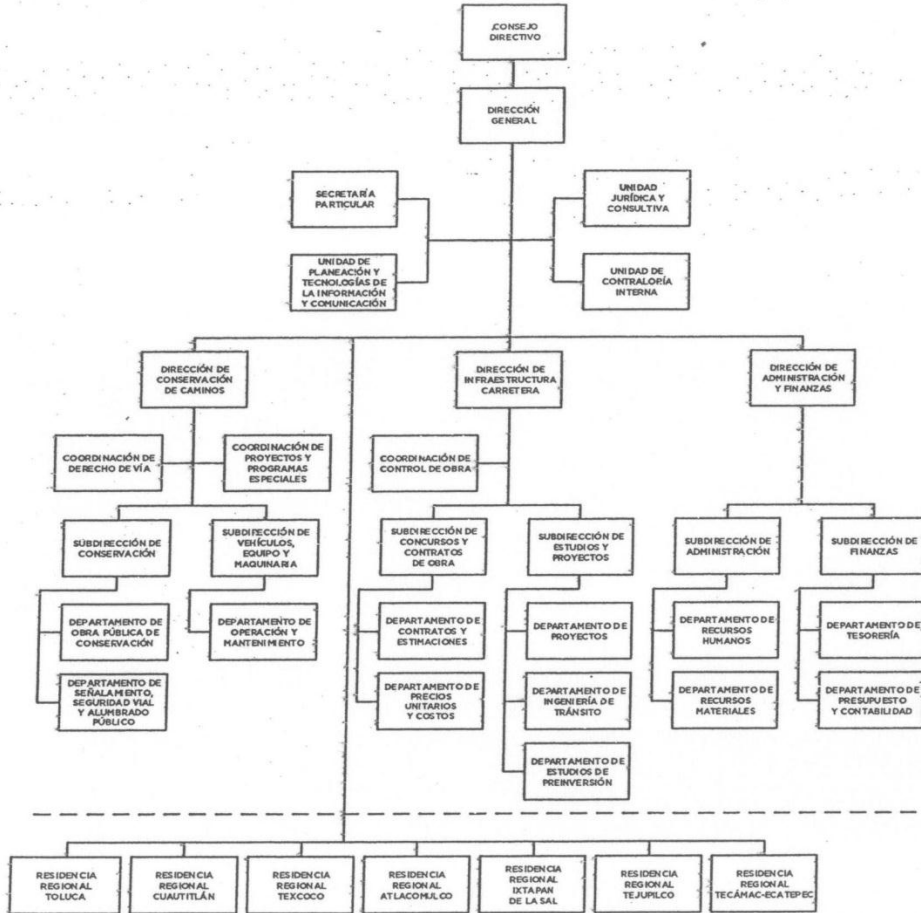 CONSEJO
DIRECTIVO
DIRECCIÓN
GENERAL
SECRETARÍA
PARTICULAR
UNIDAD
JURÍDICA Y
CONSULTIVA
UNIDAD DE
PLANEACIÓN Y
TECNOLOGÍAS DE
LA INFORMACIÓN
Y COMUNICACIÓN
UNIDAD DE
CONTRALORÍA
INTERNA
DIRECCIÓN DE
CONSERVACIÓN
DE CAMINOS
DIRECCIÓN DE
INFRAESTRUCTURA
CARRETERA
DIRECCIÓN DE
ADMINISTRACIÓN
Y FINANZAS
COORDINACIÓN DE
DERECHO DE VÍA
COORDINACIÓN DE
PROYECTOS Y
PROGRAMAS
ESPECIALES
COORDINACIÓN DE
CONTROL DE OBRA
SUBDIRECCIÓN DE
CONSERVACIÓN
SUBDIRECCIÓN DE
VEHÍCULOS,
EQUIPO Y
MAQUINARIA
SUBDIRECCIÓN DE
CONCURSOS Y
CONTRATOS
DE OBRA
SUBDIRECCIÓN DE
ESTUDIOS Y
PROYECTOS
SUBDIRECCIÓN DE
ADMINISTRACIÓN
SUBDIRECCIÓN DE
FINANZAS
DEPARTAMENTO DE
OBRA PÚBLICA DE
CONSERVACIÓN
DEPARTAMENTO DE
OPERACIÓN Y
MANTENIMIENTO
DEPARTAMENTO DE
CONTRATOS Y
ESTIMACIONES
DEPARTAMENTO DE
PROYECTOS
DEPARTAMENTO DE
RECURSOS
HUMANOS
DEPARTAMENTO DE
TESORERÍA
DEPARTAMENTO DE
SEÑALAMIENTO,
SEGURIDAD VIAL
Y ALUMBRADO
PÚBLICO
DEPARTAMENTO DE
PRECIOS
UNITARIOS
Y COSTOS
DEPARTAMENTO DE
INGENIERÍA DE
TRÁNSITO
DEPARTAMENTO DE
RECURSOS
MATERIALES
DEPARTAMENTO DE
PRESUPUESTO
Y CONTABILIDAD
DEPARTAMENTO DE
ESTUDIOS DE
PREINVERSIÓN
RESIDENCIA
REGIONAL
TOLUCA
RESIDENCIA
REGIONAL
CUAUTITLÁN
RESIDENCIA
REGIONAL
TEXCOCO
RESIDENCIA
REGIONAL
ATLACOMULCO
RESIDENCIA
REGIONAL
IXTAPAN
DE LA SAL
RESIDENCIA
REGIONAL
TEJUPILCO
RESIDENCIA
REGIONAL
TECÁMAC-ECATEPEC